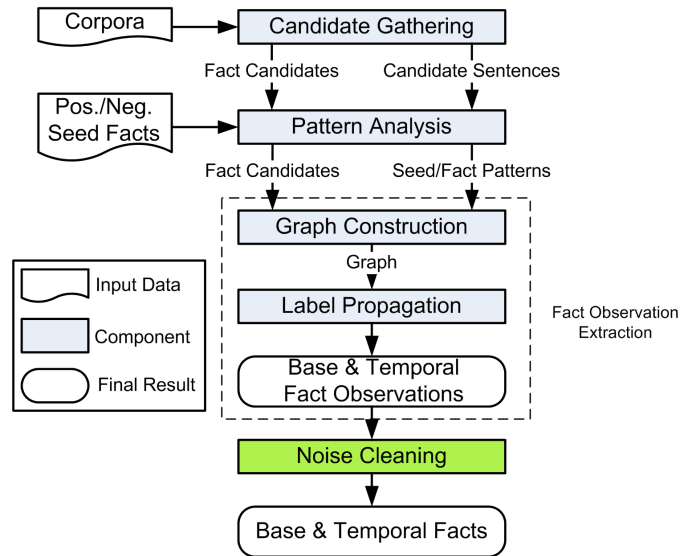 Corpora
Candidate Gathering
Fact Candidates
Candidate Sentences
Pos./Neg.
Seed Facts
Pattern Analysis
Fact Candidates
Seed/Fact Patterns
Graph Construction
Graph
Label Propagation
Base & Temporal
Fact Observations
Fact Observation
Extraction
Input Data
Component
Final Result
Noise Cleaning
Base & Temporal Facts